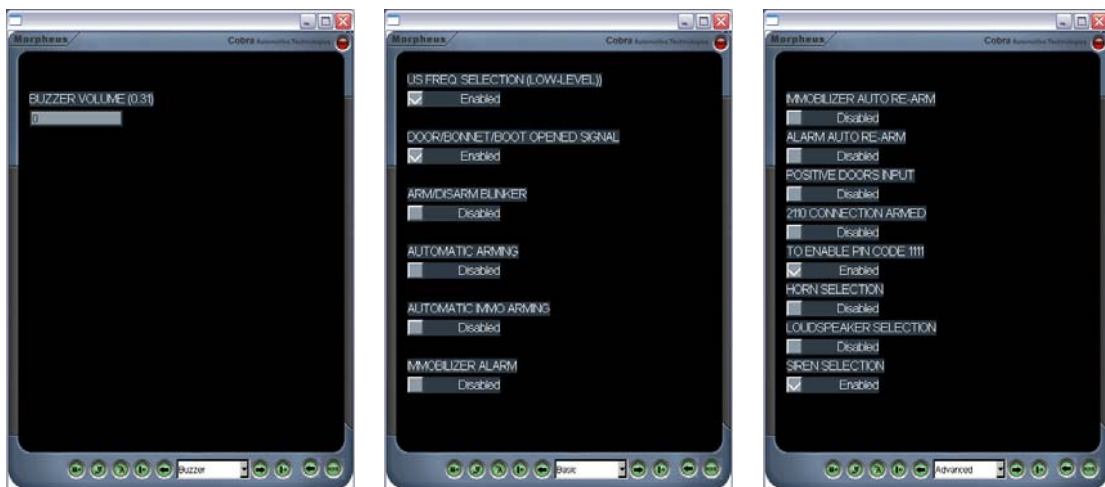 Morpheus
Cobra Automotive Technologies
BUZZER VOLUME (0.31)
0
Buzzer
Morpheus
Cobra Automotive Technologies
US FREQ. SELECTION (LOW-LEVEL))
Enabled
DOOR/BONNET/BOOT OPENED SIGNAL
Enabled
ARM/DISARM BLINKER
Disabled
AUTOMATIC ARMING
Disabled
AUTOMATIC IMMO ARMING
Disabled
IMMOBILIZER ALARM
Disabled
Basic
Morpheus
Cobra Automotive Technologies
IMMOBILIZER AUTO RE-ARM
Disabled
ALARM AUTO RE-ARM
Disabled
POSITIVE DOORS INPUT
Disabled
2110 CONNECTION ARMED
Disabled
TO ENABLE PIN CODE 1111
Enabled
HORN SELECTION
Disabled
LOUDSPEAKER SELECTION
Disabled
SIREN SELECTION
Enabled
Advanced